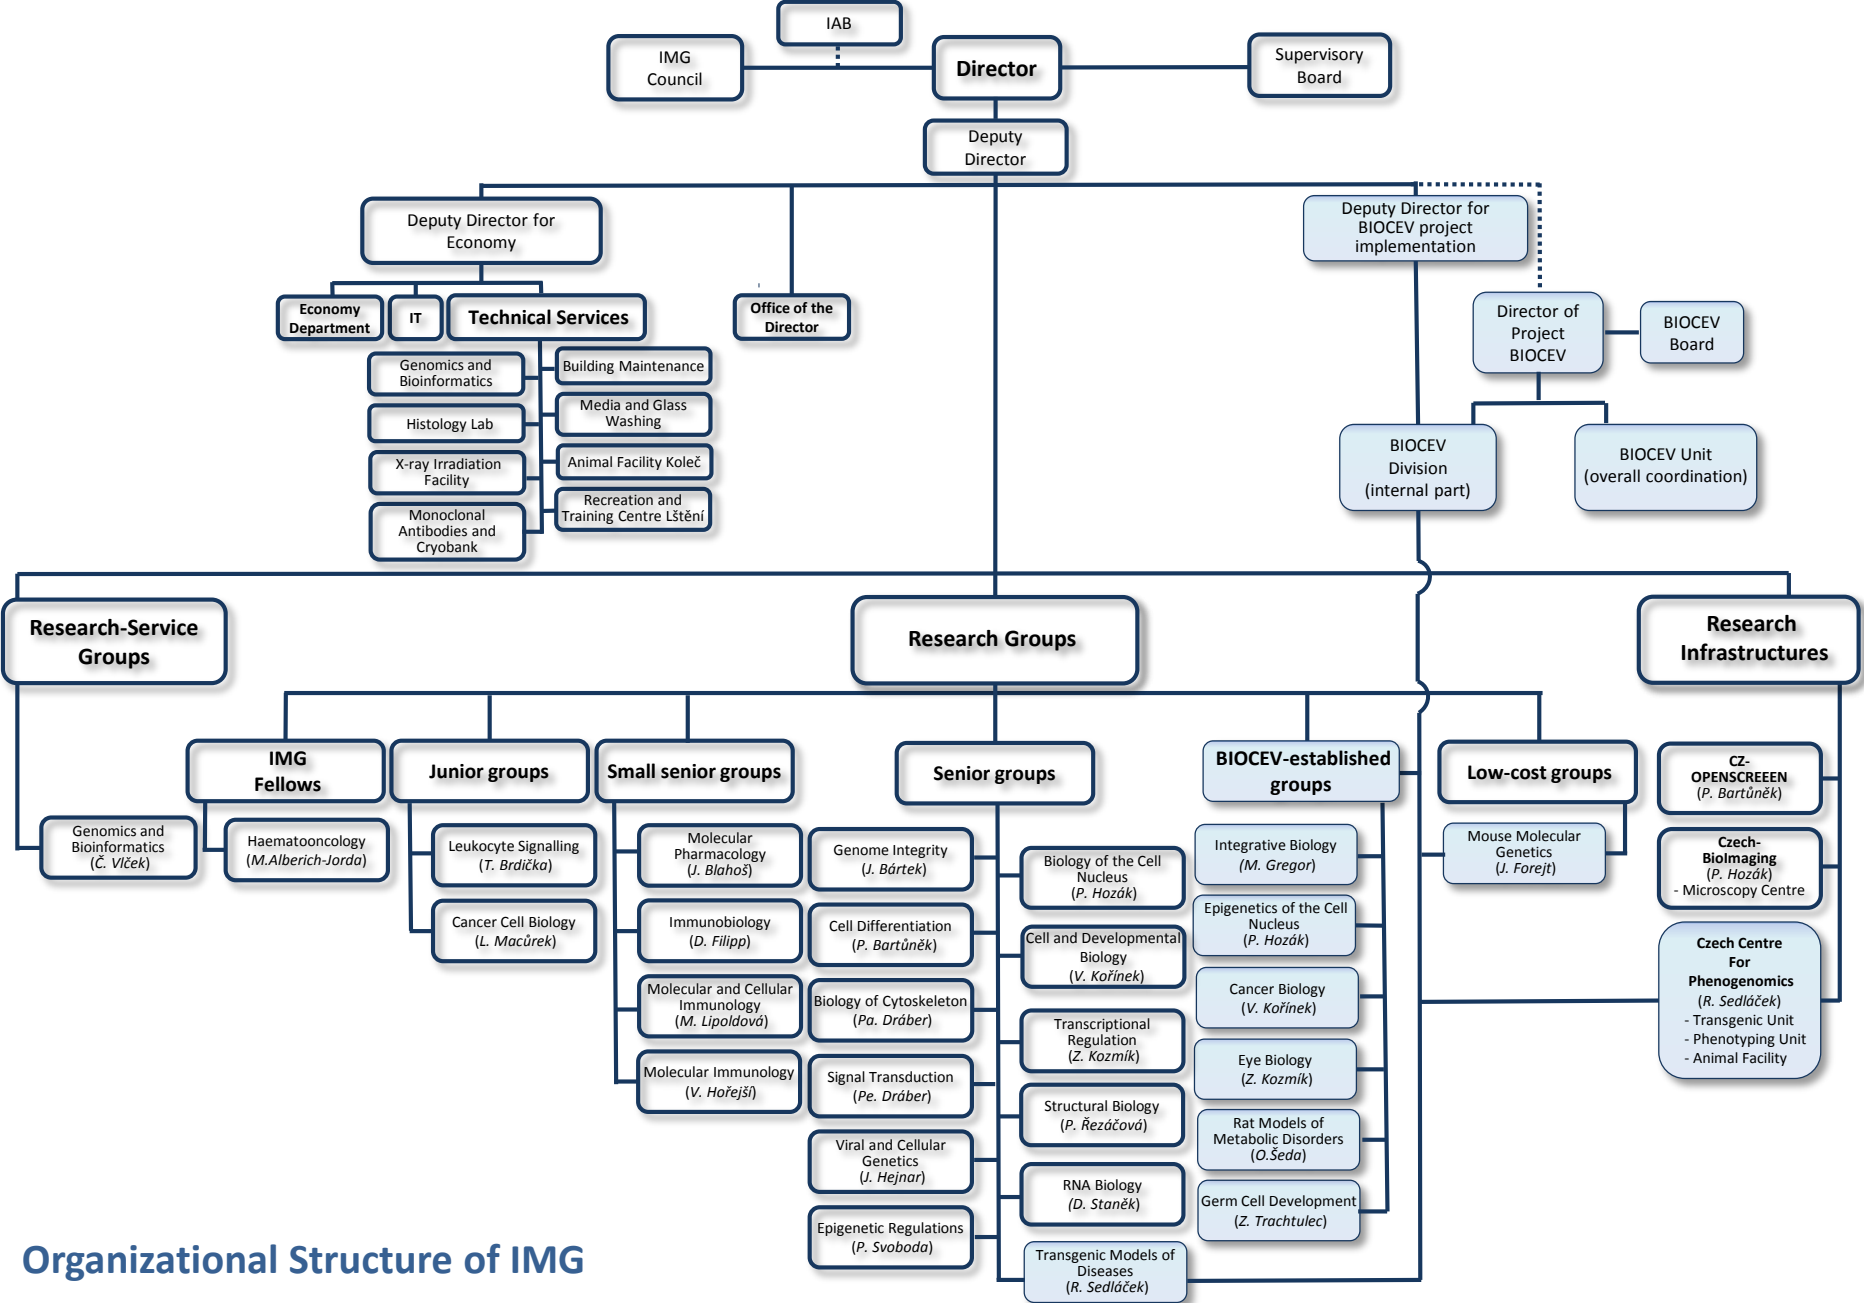 IAB
IMG
Council
Director
Supervisory
Board
Deputy
Director
Deputy Director for
Economy
Deputy Director for
BIOCEV project
implementation
Economy
Department
IT
Technical Services
Office of the
Director
Director of
Project
BIOCEV
BIOCEV
Board
Genomics and
Bioinformatics
Building Maintenance
Histology Lab
Media and Glass
Washing
X-ray Irradiation
Facility
Animal Facility Koleč
Monoclonal
Antibodies and
Cryobank
Recreation and
Training Centre Lštění
BIOCEV
Division
(internal part)
BIOCEV Unit
(overall coordination)
Research-Service
Groups
Research Groups
Research
Infrastructures
IMG
Fellows
Junior groups
Small senior groups
Senior groups
BIOCEV-established
groups
Low-cost groups
CZ-
OPENSCREEEN
(P. Bartůněk)
Genomics and
Bioinformatics
(Č. Vlček)
Haematooncology
(M.Alberich-Jorda)
Leukocyte Signalling
(T. Brdička)
Cancer Cell Biology
(L. Macůrek)
Molecular
Pharmacology
(J. Blahoš)
Immunobiology
(D. Filipp)
Molecular and Cellular
Immunology
(M. Lipoldová)
Molecular Immunology
(V. Hořejší)
Genome Integrity
(J. Bártek)
Cell Differentiation
(P. Bartůněk)
Biology of Cytoskeleton
(Pa. Dráber)
Signal Transduction
(Pe. Dráber)
Viral and Cellular
Genetics
(J. Hejnar)
Epigenetic Regulations
(P. Svoboda)
Biology of the Cell
Nucleus
(P. Hozák)
Cell and Developmental
Biology
(V. Kořínek)
Transcriptional
Regulation
(Z. Kozmík)
Structural Biology
(P. Řezáčová)
RNA Biology
(D. Staněk)
Transgenic Models of
Diseases
(R. Sedláček)
Integrative Biology
(M. Gregor)
Epigenetics of the Cell
Nucleus
(P. Hozák)
Cancer Biology
(V. Kořínek)
Eye Biology
(Z. Kozmík)
Rat Models of
Metabolic Disorders
(O.Šeda)
Germ Cell Development
(Z. Trachtulec)
Mouse Molecular
Genetics
(J. Forejt)
Czech-
BioImaging
(P. Hozák)
- Microscopy Centre
Czech Centre
For
Phenogenomics
(R. Sedláček)
- Transgenic Unit
- Phenotyping Unit
- Animal Facility
Organizational Structure of IMG